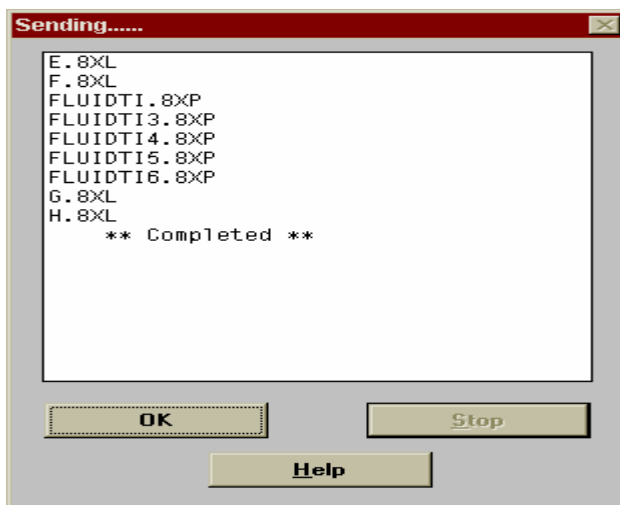 Sending......
E.8XL
F.8XL
FLUIDTI.8XP
FLUIDTI3.8XP
FLUIDTI4.8XP
FLUIDTI5.8XP
FLUIDTI6.8XP
G.8XL
H.8XL
** Completed **
OK
Stop
Help